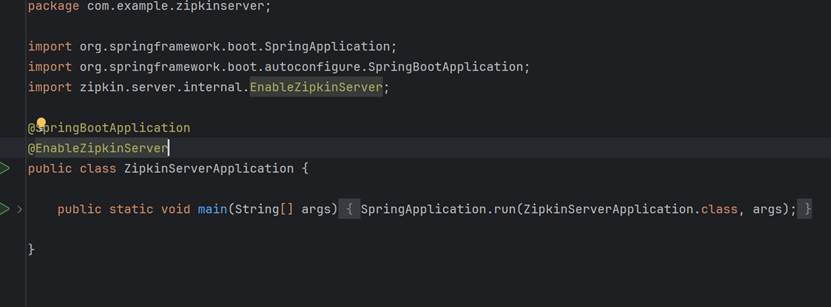 package com.example.zipkinserver;
import org.springframework.boot.SpringApplication;
import org.springframework.boot.autoconfigure.SpringBootApplication;
import zipkin.server.internal.EnableZipkinServer;
@SpringBootApplication
@EnableZipkinServer
public class ZipkinServerApplication {
public static void main(String[] args) { SpringApplication.run(ZipkinServerApplication.class, args); }
}